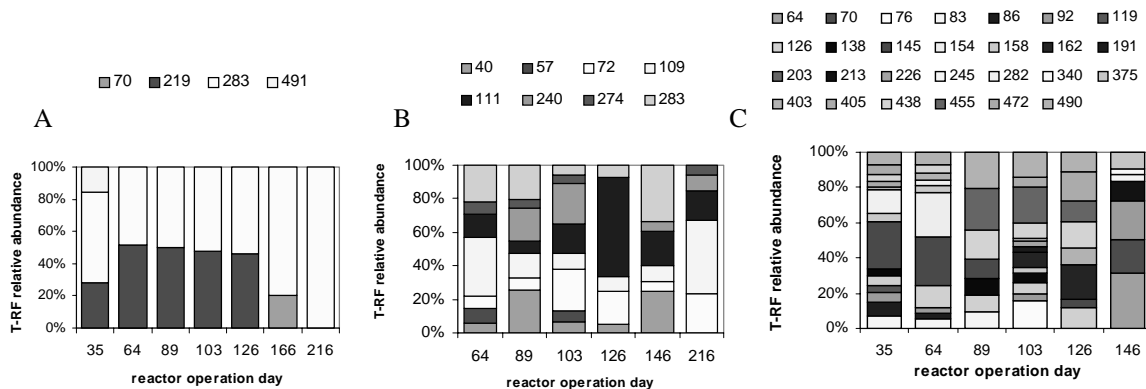 70 219 283 491
A
T-RF relative abundance
100%
80%
60%
40%
20%
0%
35 64 89 103 126 166 216
reactor operation day
40 57 72 109
111 240 274 283
B
T-RF relative abundance
100%
80%
60%
40%
20%
0%
64 89 103 126 146 216
reactor operation day
64 70 76 83 86 92 119
126 138 145 154 158 162 191
203 213 226 245 282 340 375
403 405 438 455 472 490
C
T-RF relative abundance
100%
80%
60%
40%
20%
0%
35 64 89 103 126 146
reactor operation day